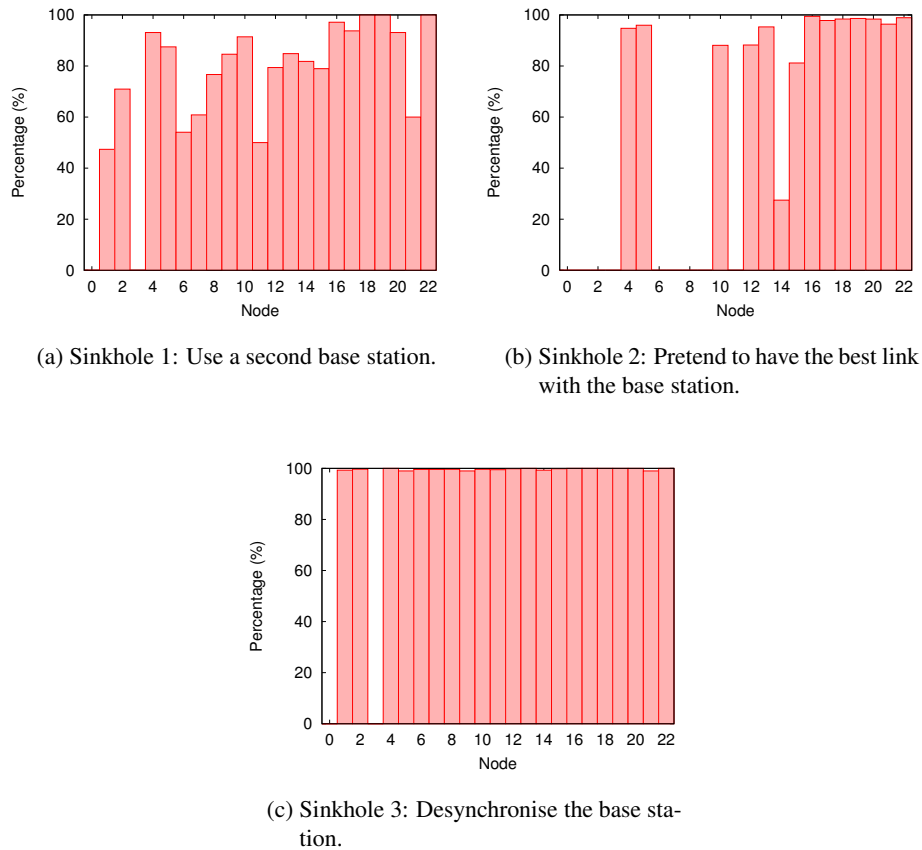 100
80
60
40
20
0
Percentage (%)
0 2 4 6 8 10 12 14 16 18 20 22
Node
(a) Sinkhole 1: Use a second base station.
100
80
60
40
20
0
Percentage (%)
0 2 4 6 8 10 12 14 16 18 20 22
Node
(b) Sinkhole 2: Pretend to have the best link
with the base station.
100
80
60
40
20
0
Percentage (%)
0 2 4 6 8 10 12 14 16 18 20 22
Node
(c) Sinkhole 3: Desynchronise the base sta-
tion.